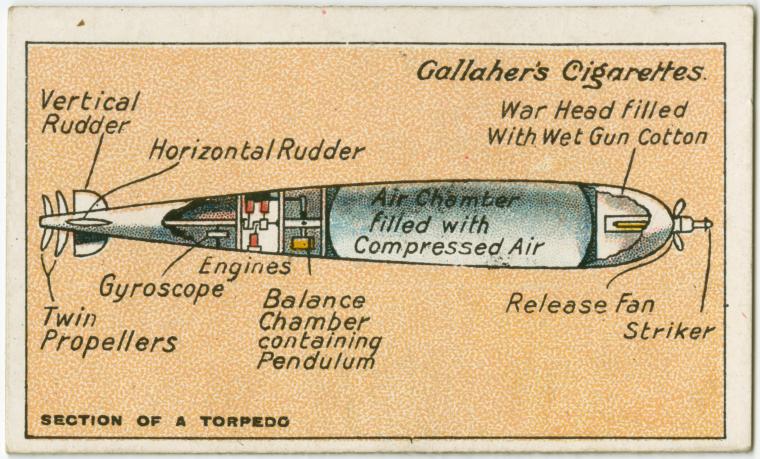 Gallaher's Cigarettes.
Vertical
Rudder
Horizontal Rudder
War Head filled
With Wet Gun Cotton
Air Chamber
filled with
Compressed Air
Engines
Gyroscope
Balance
Chamber
containing
Pendulum
Twin
Propellers
Release Fan
Striker
SECTION OF A TORPEDO